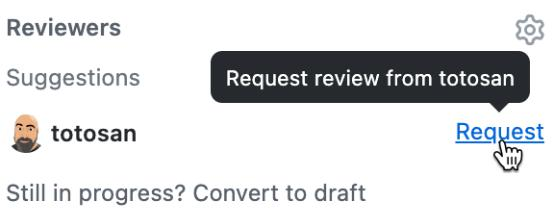 Reviewers
Suggestions
Request review from totosan
totosan
Request
Still in progress? Convert to draft